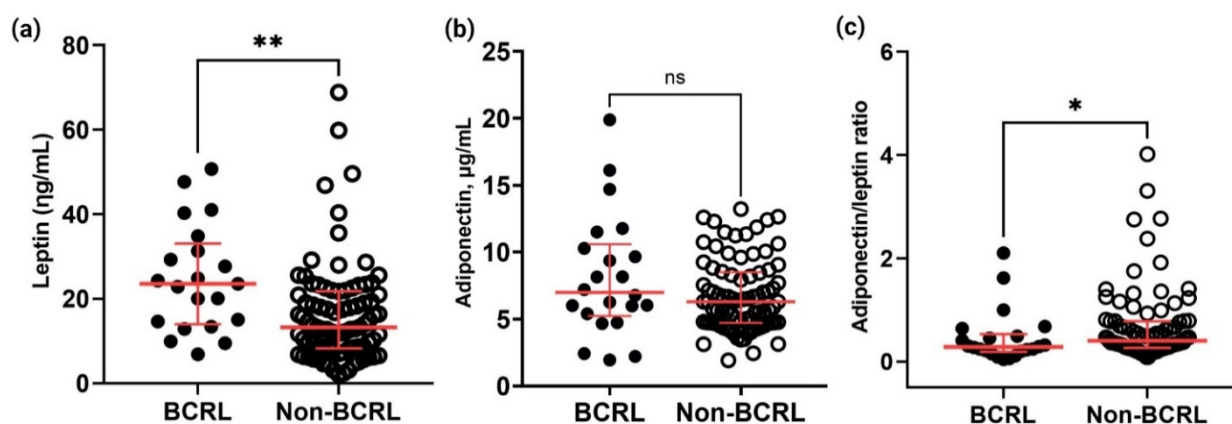 (a)
Leptin (ηg/mL)
80
60
40
20
0
**
BCRL
Non-BCRL
(b)
Adiponectin, µg/mL
25
20
15
10
5
0
ns
BCRL
Non-BCRL
(c)
Adiponectin/leptin ratio
6
4
2
0
*
BCRL
Non-BCRL